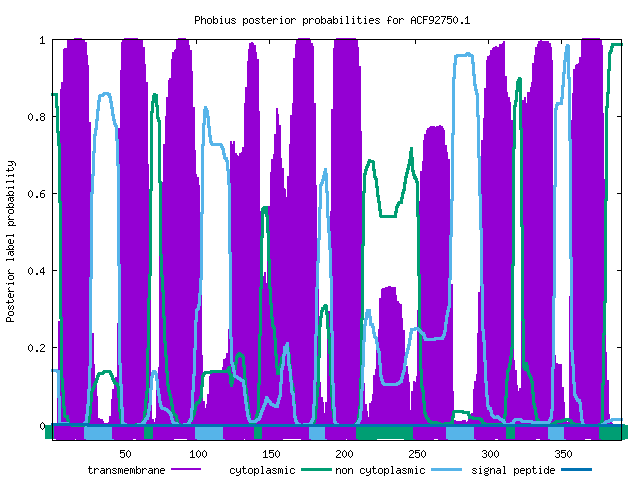 Phobius posterior probabilities for ACF92750.1
Posterior label probability
1
0.8
0.6
0.4
0.2
0
50 100 150 200 250 300 350
transmembrane cytoplasmic non cytoplasmic signal peptide